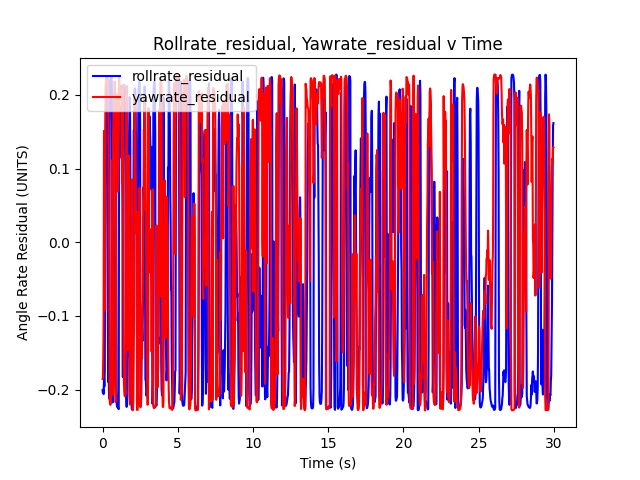 Rollrate_residual, Yawrate_residual v Time
rollrate_residual
yawrate_residual
Angle Rate Residual (UNITS)
0.2
0.1
0.0
−0.1
−0.2
0 5 10 15 20 25 30
Time (s)